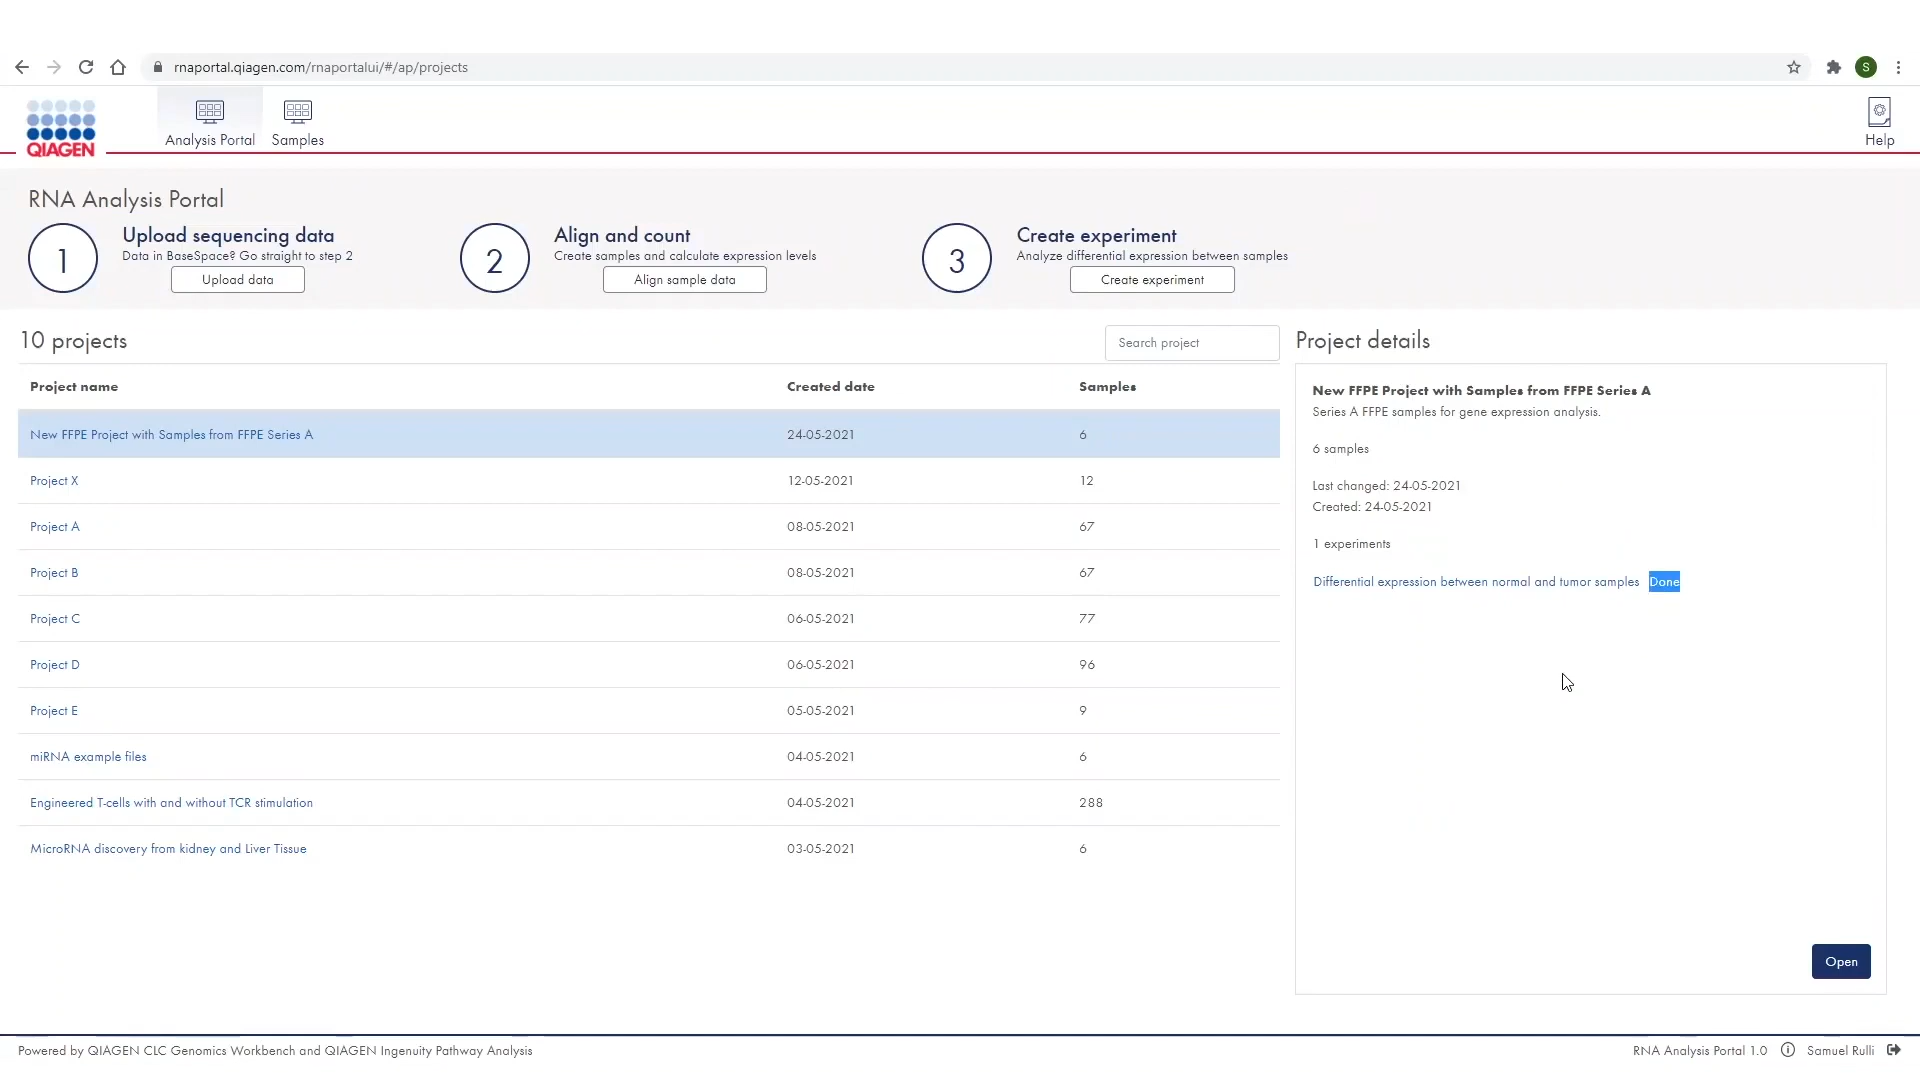 rnaportal.qiagen.com/rnaportalui/#/ap/projects
S
QIAGEN
Analysis Portal
Samples
Help
RNA Analysis Portal
1
Upload sequencing data
Data in BaseSpace? Go straight to step 2
Upload data
2
Align and count
Create samples and calculate expression levels
Align sample data
3
Create experiment
Analyze differential expression between samples
Create experiment
10 projects
Search project
Project name Created date Samples
New FFPE Project with Samples from FFPE Series A 24-05-2021 6
Project X 12-05-2021 12
Project A 08-05-2021 67
Project B 08-05-2021 67
Project C 06-05-2021 77
Project D 06-05-2021 96
Project E 05-05-2021 9
miRNA example files 04-05-2021 6
Engineered T-cells with and without TCR stimulation 04-05-2021 288
MicroRNA discovery from kidney and Liver Tissue 03-05-2021 6
Project details
New FFPE Project with Samples from FFPE Series A
Series A FFPE samples for gene expression analysis.
6 samples
Last changed: 24-05-2021
Created: 24-05-2021
1 experiments
Differential expression between normal and tumor samples Done
Open
Powered by QIAGEN CLC Genomics Workbench and QIAGEN Ingenuity Pathway Analysis
RNA Analysis Portal 1.0
Samuel Rulli